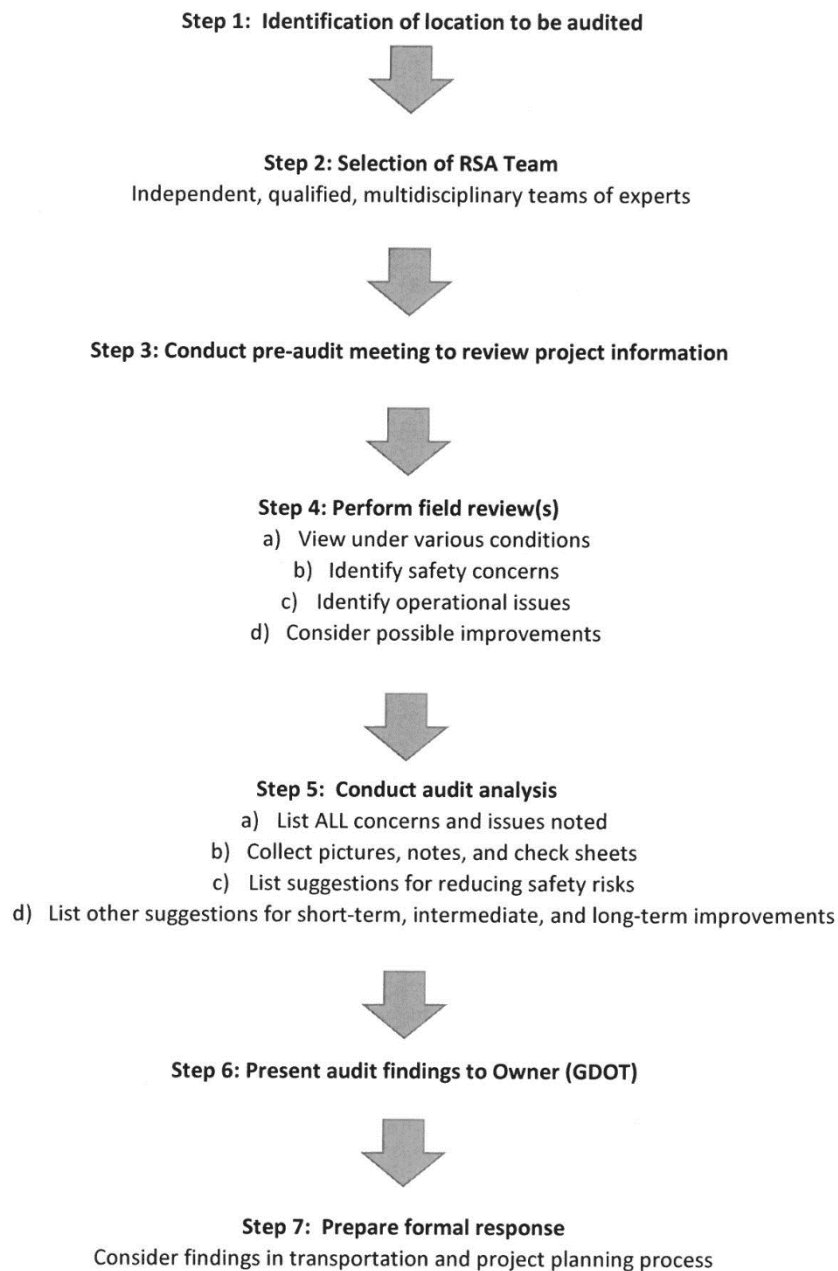 Step 1: Identification of location to be audited
Step 2: Selection of RSA Team
Independent, qualified, multidisciplinary teams of experts
Step 3: Conduct pre-audit meeting to review project information
Step 4: Perform field review(s)
a) View under various conditions
b) Identify safety concerns
c) Identify operational issues
d) Consider possible improvements
Step 5: Conduct audit analysis
a) List ALL concerns and issues noted
b) Collect pictures, notes, and check sheets
c) List suggestions for reducing safety risks
d) List other suggestions for short-term, intermediate, and long-term improvements
Step 6: Present audit findings to Owner (GDOT)
Step 7: Prepare formal response
Consider findings in transportation and project planning process